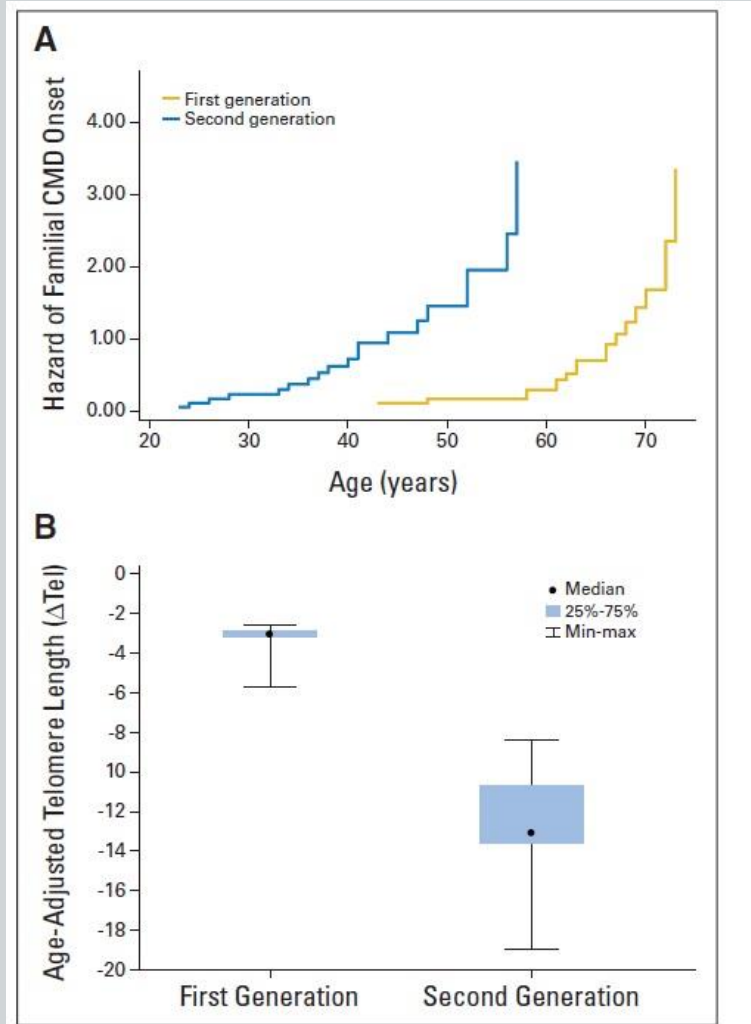 A
Hazard of Familial CMD Onset
First generation
Second generation
4.00
3.00
2.00
1.00
0.00
20 30 40 50 60 70
Age (years)
B
Age-Adjusted Telomere Length (ΔTel)
Median
25%-75%
Min-max
0
-2
-4
-6
-8
10
-12
-14
-16
-18
-20
First Generation Second Generation